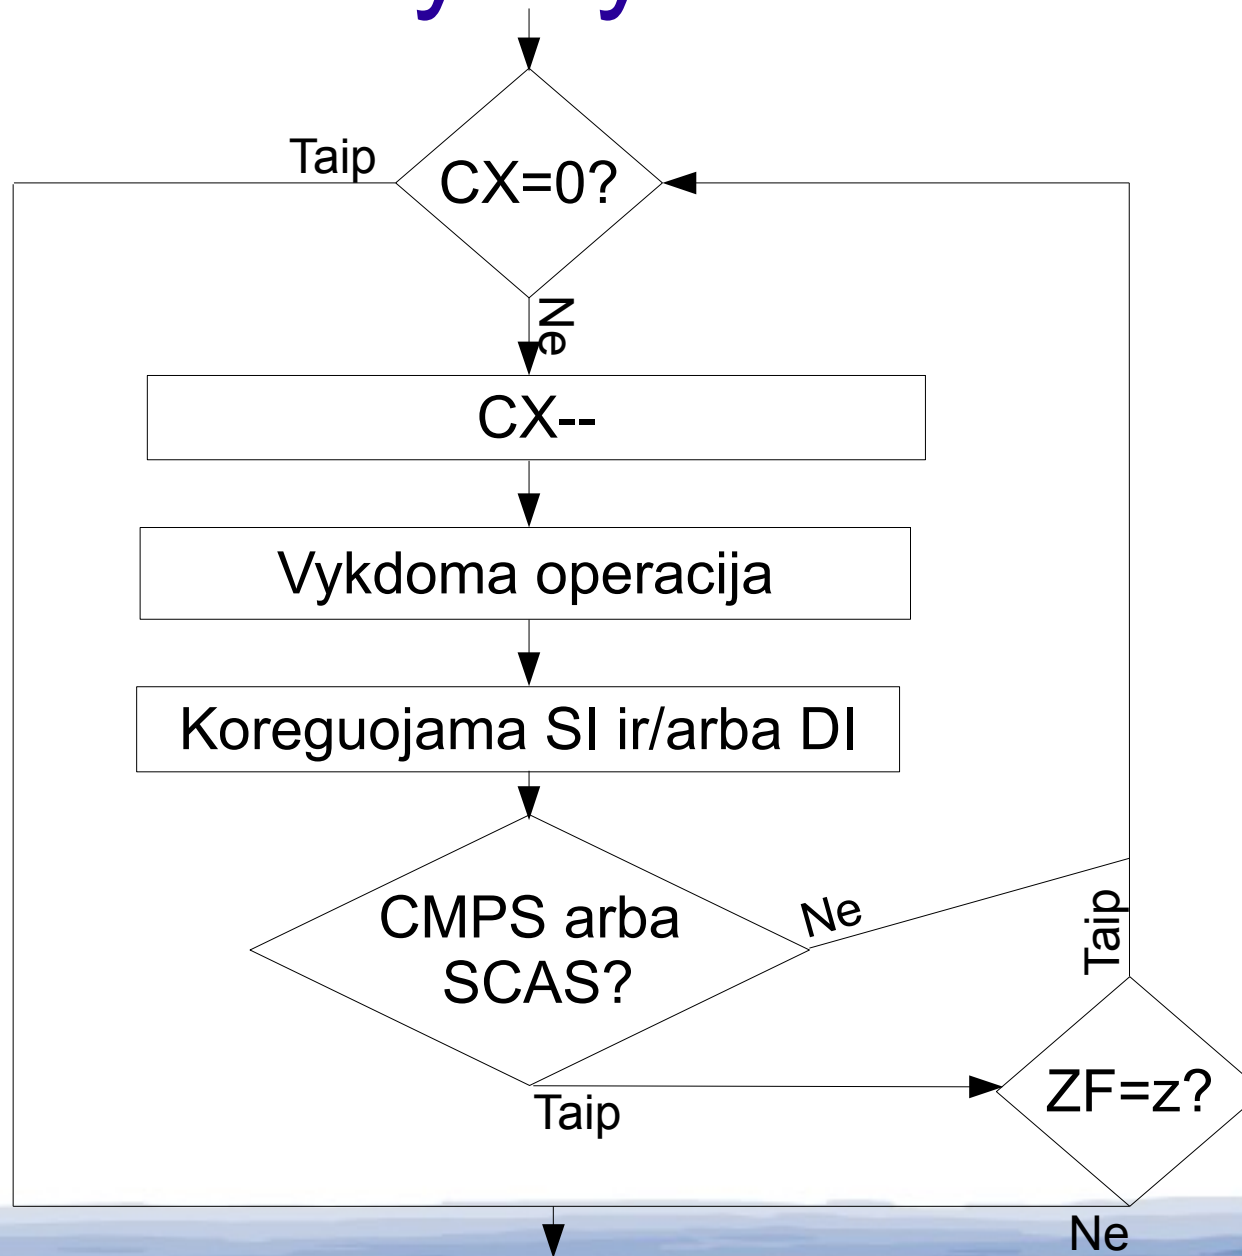 Taip
CX=0?
Ne
CX--
Vykdoma operacija
Koreguojama SI ir/arba DI
CMPS arba
SCAS?
Ne
Taip
ZF=z?
Taip
Ne